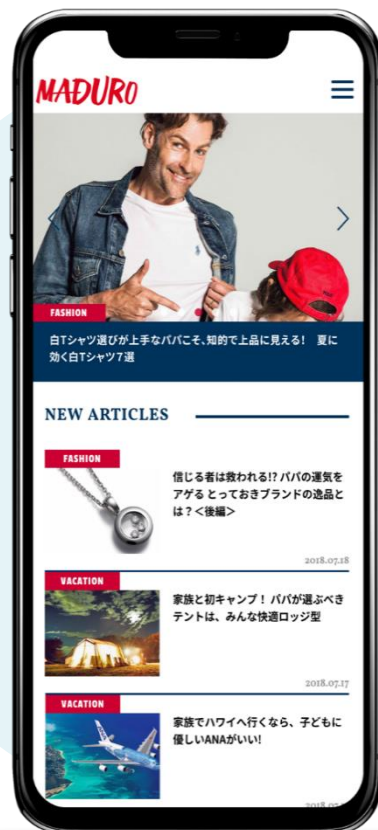 MADURO
FASHION
白Tシャツ選びが上手なパパこそ、知的で上品に見える!　夏に
効く白Tシャツ7選
NEW ARTICLES
FASHION
信じる者は救われる!? パパの運気を
アゲる とっておきブランドの逸品と
は？＜後編＞
2018.07.18
VACATION
家族と初キャンプ！ パパが選ぶべき
テントは、みんな快適ロッジ型
2018.07.17
VACATION
家族でハワイへ行くなら、子どもに
優しいANAがいい!